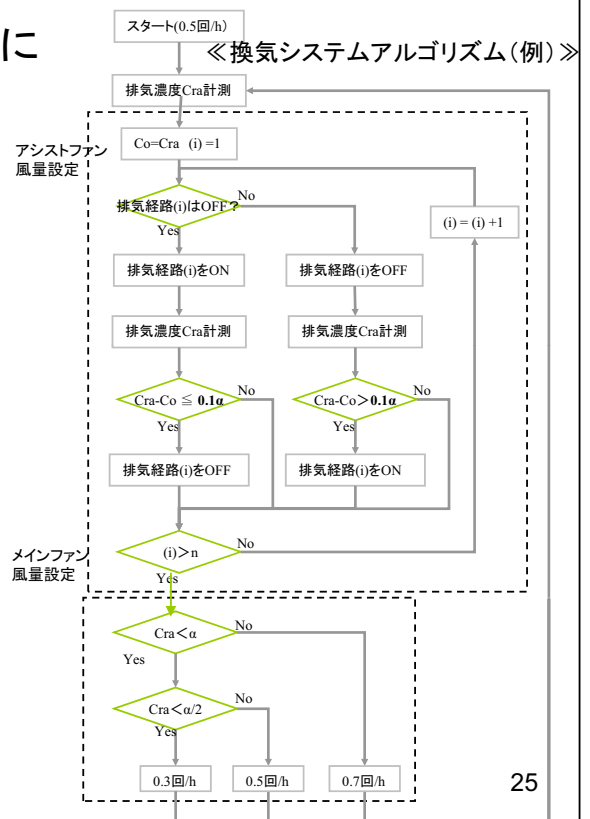 に
スタート(0.5回/h)
≪換気システムアルゴリズム(例)≫
排気濃度Cra計測
アシストファン
風量設定
Co=Cra (i) =1
排気経路(i)はOFF？
No
Yes
(i) = (i) +1
排気経路(i)をON
排気経路(i)をOFF
排気濃度Cra計測
排気濃度Cra計測
Cra-Co ≦ 0.1α
No
Yes
Cra-Co＞0.1α
No
Yes
排気経路(i)をOFF
排気経路(i)をON
メインファン
風量設定
(i)＞n
No
Yes
Cra＜α
No
Yes
Cra＜α/2
No
Yes
0.3回/h
0.5回/h
0.7回/h
25